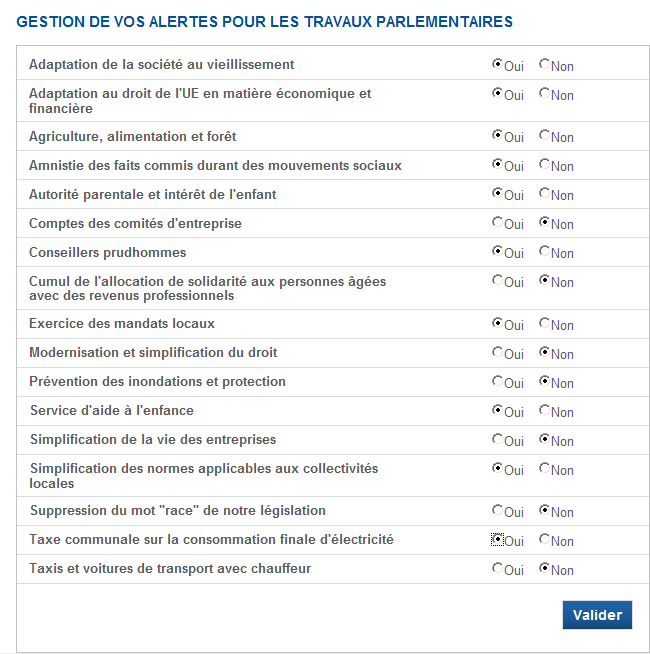 GESTION DE VOS ALERTES POUR LES TRAVAUX PARLEMENTAIRES
Adaptation de la société au vieillissement Oui Non
Adaptation au droit de l'UE en matière économique et
financière Oui Non
Agriculture, alimentation et forêt Oui Non
Amnistie des faits commis durant des mouvements sociaux Oui Non
Autorité parentale et intérêt de l'enfant Oui Non
Comptes des comités d'entreprise Oui Non
Conseillers prudhommes Oui Non
Cumul de l'allocation de solidarité aux personnes âgées
avec des revenus professionnels Oui Non
Exercice des mandats locaux Oui Non
Modernisation et simplification du droit Oui Non
Prévention des inondations et protection Oui Non
Service d'aide à l'enfance Oui Non
Simplification de la vie des entreprises Oui Non
Simplification des normes applicables aux collectivités
locales Oui Non
Suppression du mot "race" de notre législation Oui Non
Taxe communale sur la consommation finale d'électricité Oui Non
Taxis et voitures de transport avec chauffeur Oui Non
Valider